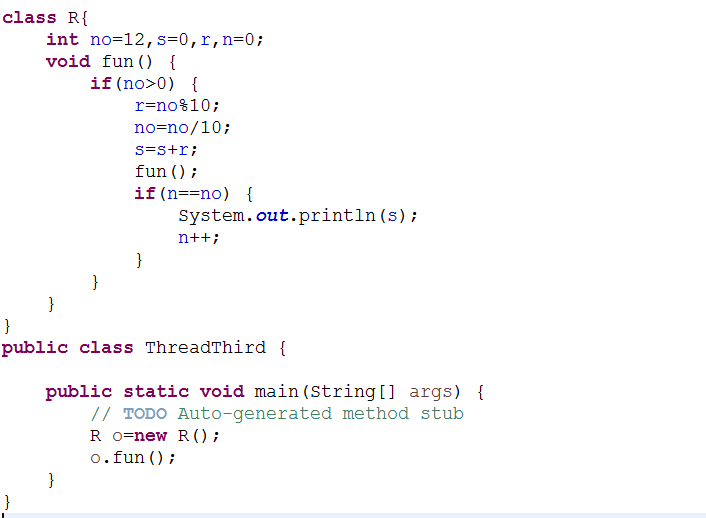 class R{
    int no=12,s=0,r,n=0;
    void fun() {
        if(no>0) {
            r=no%10;
            no=no/10;
            s=s+r;
            fun();
            if(n==no) {
                System.out.println(s);
                n++;
            }
        }
    }
}
public class ThreadThird {

    public static void main(String[] args) {
        // TODO Auto-generated method stub
        R o=new R();
        o.fun();
    }
}